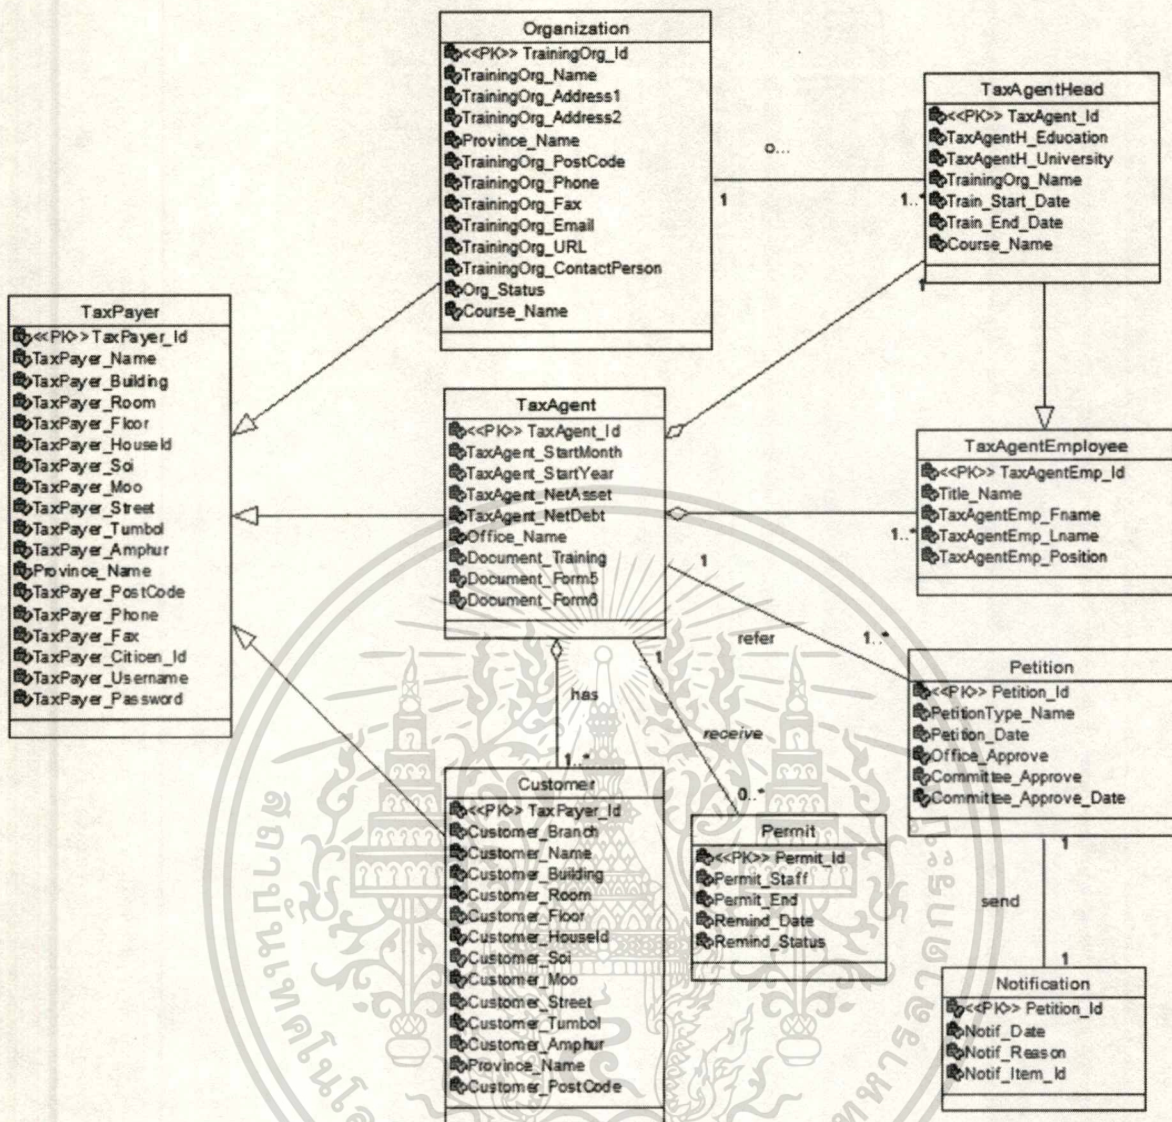 Organization
<<PK>> TrainingOrg_Id
TrainingOrg_Name
TrainingOrg_Address1
TrainingOrg_Address2
Province_Name
TrainingOrg_PostCode
TrainingOrg_Phone
TrainingOrg_Fax
TrainingOrg_Email
TrainingOrg_URL
TrainingOrg_ContactPerson
Org_Status
Course_Name
TaxAgentHead
<<PK>> TaxAgent_Id
TaxAgentH_Education
TaxAgentH_University
TrainingOrg_Name
Train_Start_Date
Train_End_Date
Course_Name
o...
1
1..*
1
TaxPayer
<<PK>> TaxPayer_Id
TaxPayer_Name
TaxPayer_Building
TaxPayer_Room
TaxPayer_Floor
TaxPayer_HouseId
TaxPayer_Soi
TaxPayer_Moo
TaxPayer_Street
TaxPayer_Tumbol
TaxPayer_Amphur
Province_Name
TaxPayer_PostCode
TaxPayer_Phone
TaxPayer_Fax
TaxPayer_Citicen_Id
TaxPayer_Username
TaxPayer_Password
TaxAgent
<<PK>> TaxAgent_Id
TaxAgent_StartMonth
TaxAgent_StartYear
TaxAgent_NetAsset
TaxAgent_NetDebt
Office_Name
Document_Training
Document_Form5
Document_Form6
TaxAgentEmployee
<<PK>> TaxAgentEmp_Id
Title_Name
TaxAgentEmp_Fname
TaxAgentEmp_Lname
TaxAgentEmp_Position
1..*
1
refer
1..*
Petition
<<PK>> Petition_Id
PetitionType_Name
Petition_Date
Office_Approve
Committee_Approve
Committee_Approve_Date
has
1..*
1
receive
0..*
Customer
<<PK>> TaxPayer_Id
Customer_Branch
Customer_Name
Customer_Building
Customer_Room
Customer_Floor
Customer_HouseId
Customer_Soi
Customer_Moo
Customer_Street
Customer_Tumbol
Customer_Amphur
Province_Name
Customer_PostCode
Permit
<<PK>> Permit_Id
Permit_Staff
Permit_End
Remind_Date
Remind_Status
1
send
1
Notification
<<PK>> Petition_Id
Notif_Date
Notif_Reason
Notif_Item_Id